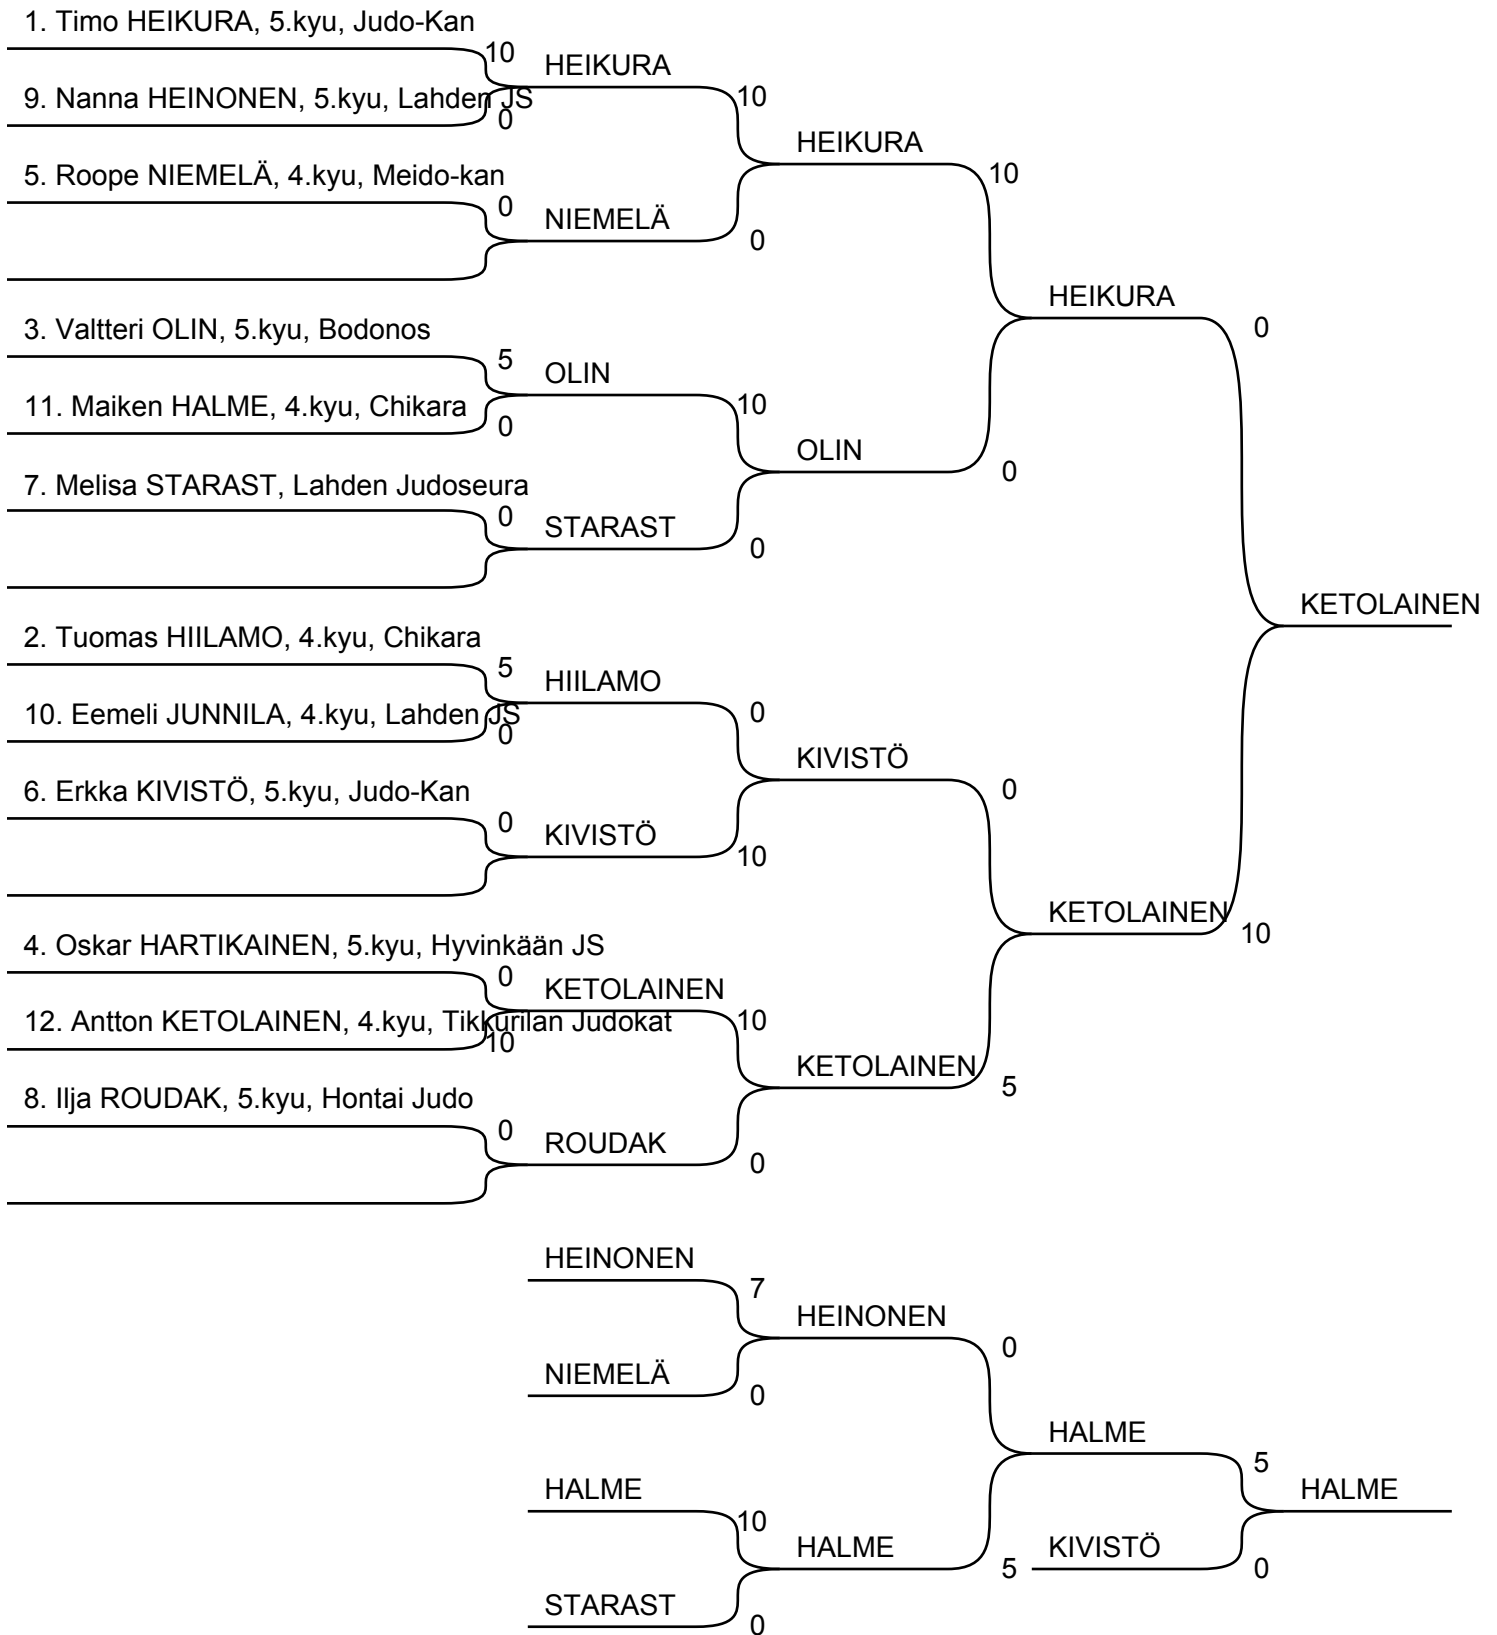 1. Timo HEIKURA, 5.kyu, Judo-Kan
10
HEIKURA
9. Nanna HEINONEN, 5.kyu, Lahden JS
0
10
HEIKURA
5. Roope NIEMELÄ, 4.kyu, Meido-kan
0
NIEMELÄ
0
10
HEIKURA
0
3. Valtteri OLIN, 5.kyu, Bodonos
5
OLIN
11. Maiken HALME, 4.kyu, Chikara
0
10
OLIN
0
7. Melisa STARAST, Lahden Judoseura
0
STARAST
0
KETOLAINEN
2. Tuomas HIILAMO, 4.kyu, Chikara
5
HIILAMO
10. Eemeli JUNNILA, 4.kyu, Lahden JS
0
0
KIVISTÖ
0
6. Erkka KIVISTÖ, 5.kyu, Judo-Kan
0
KIVISTÖ
10
KETOLAINEN
10
4. Oskar HARTIKAINEN, 5.kyu, Hyvinkään JS
0
KETOLAINEN
12. Antton KETOLAINEN, 4.kyu, Tikkurilan Judokat
10
10
KETOLAINEN
5
8. Ilja ROUDAK, 5.kyu, Hontai Judo
0
ROUDAK
0
HEINONEN
7
HEINONEN
0
NIEMELÄ
0
HALME
5
HALME
HALME
10
HALME
5
KIVISTÖ
0
STARAST
0